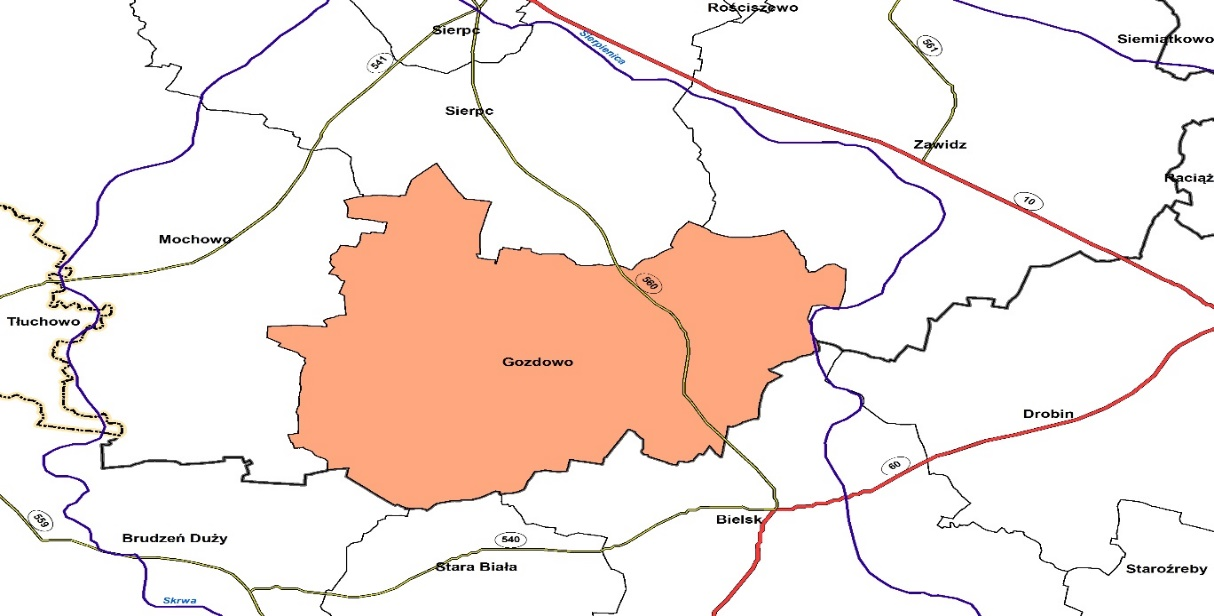 Rościszewo
Sierpc
Sierpienica
561
Siemiątkowo
541
Sierpc
Zawidz
Raciąż
10
Mochowo
560
Tłuchowo
Gozdowo
Drobin
60
559
Bielsk
Brudzeń Duży
540
Stara Biała
Staroźreby
Skrwa